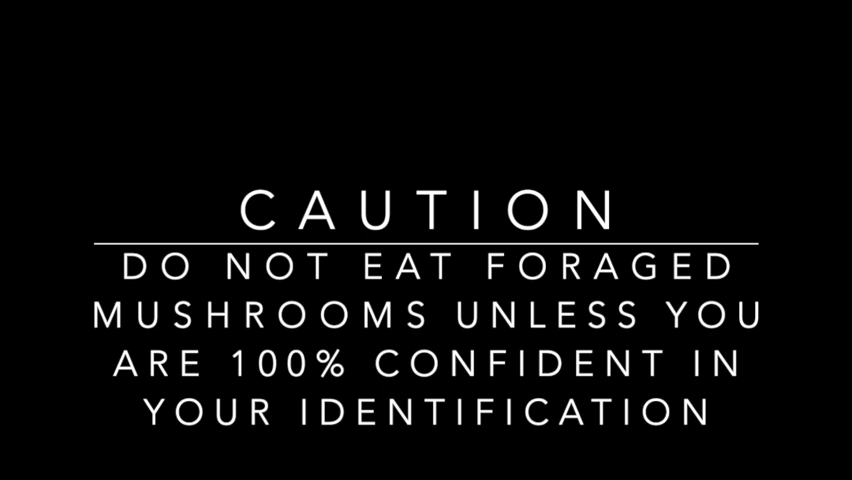 CAUTION
DO NOT EAT FORAGED
MUSHROOMS UNLESS YOU
ARE 100% CONFIDENT IN
YOUR IDENTIFICATION